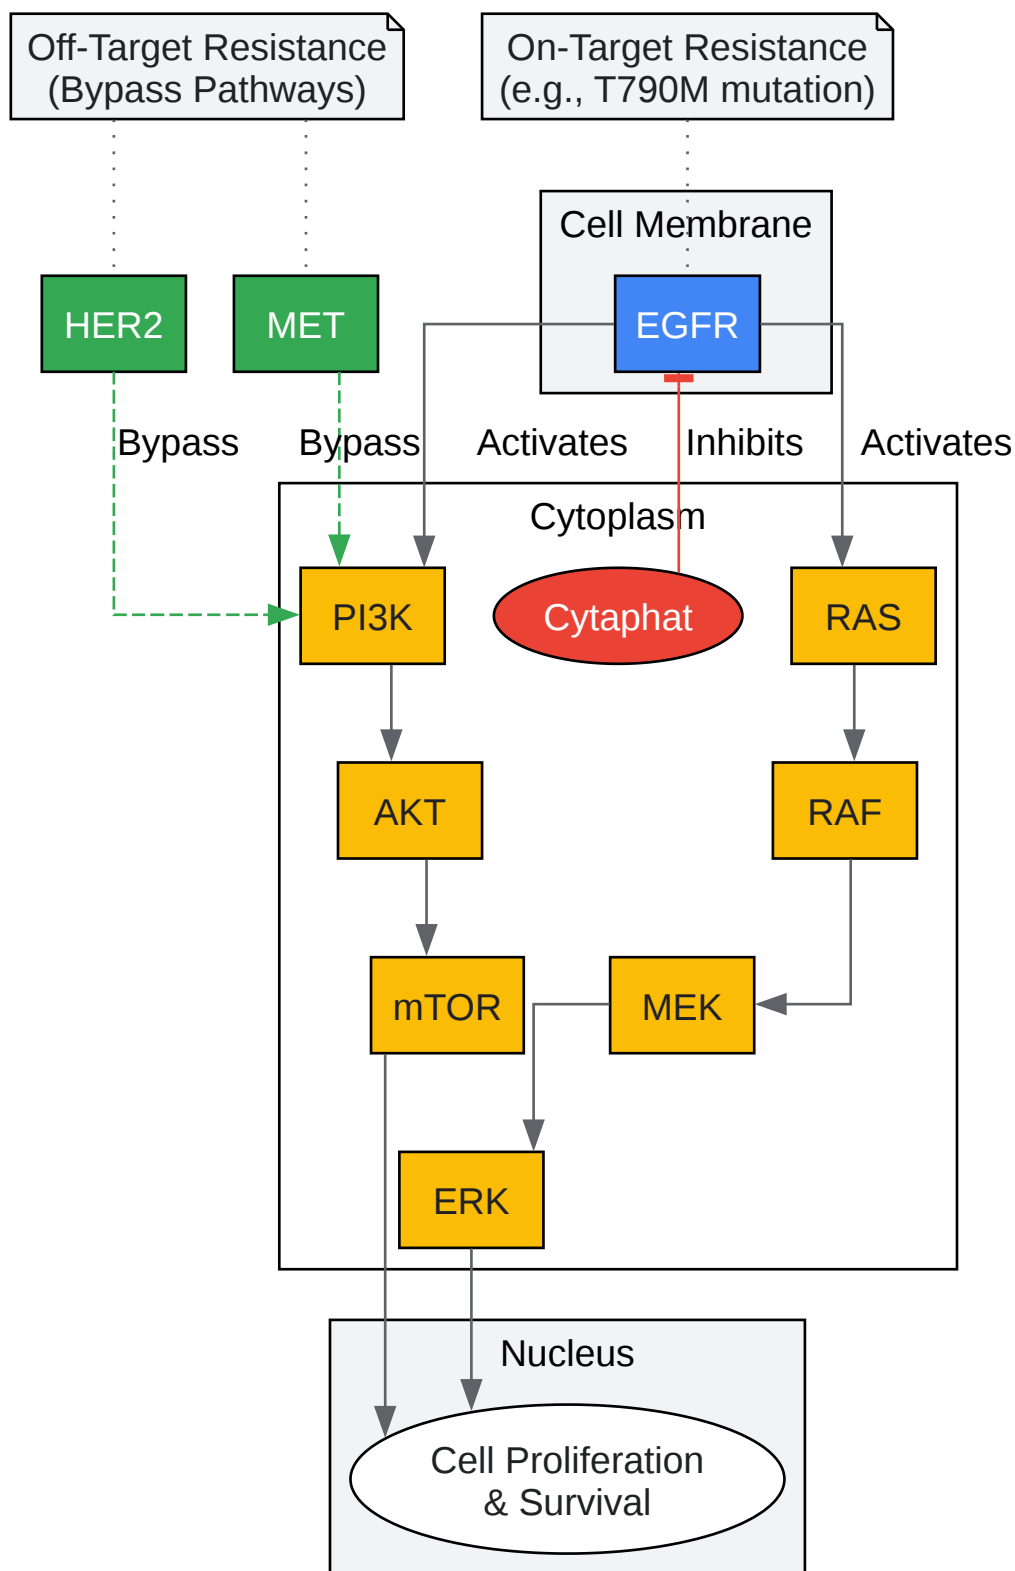 Off-Target Resistance
(Bypass Pathways)
On-Target Resistance
(e.g., T790M mutation)
Cell Membrane
HER2
MET
EGFR
Bypass
Bypass
Activates
Inhibits
Activates
Cytoplasm
PI3K
Cytaphat
RAS
AKT
RAF
mTOR
MEK
ERK
Nucleus
Cell Proliferation
& Survival